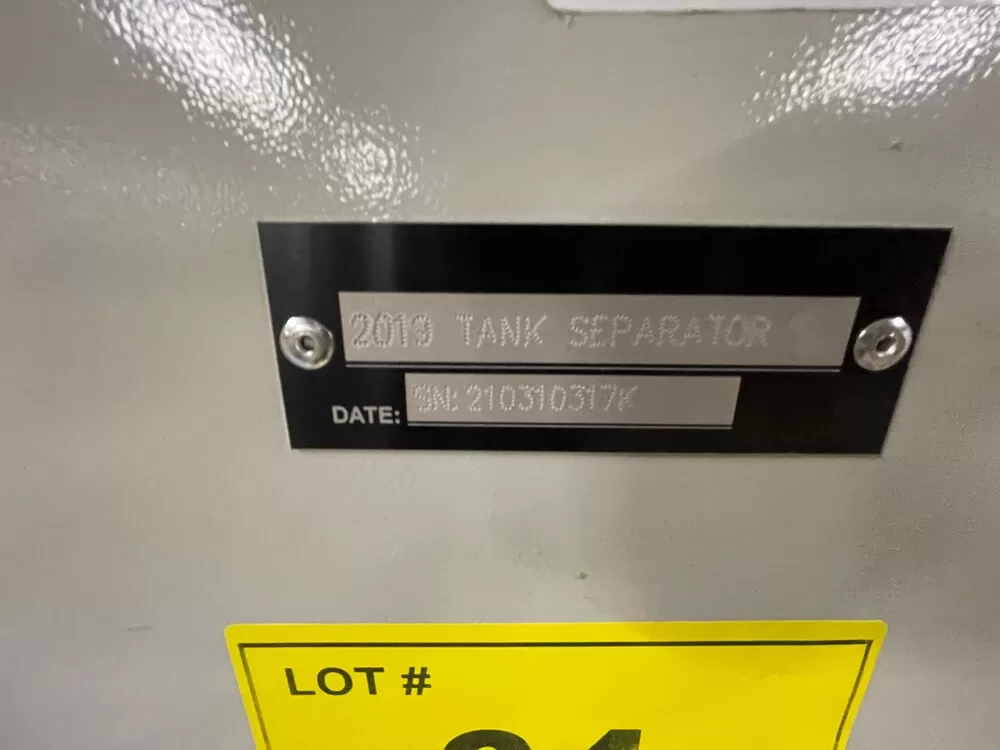 2019 TANK SEPARATOR
DATE: SN: 210310317K
LOT #